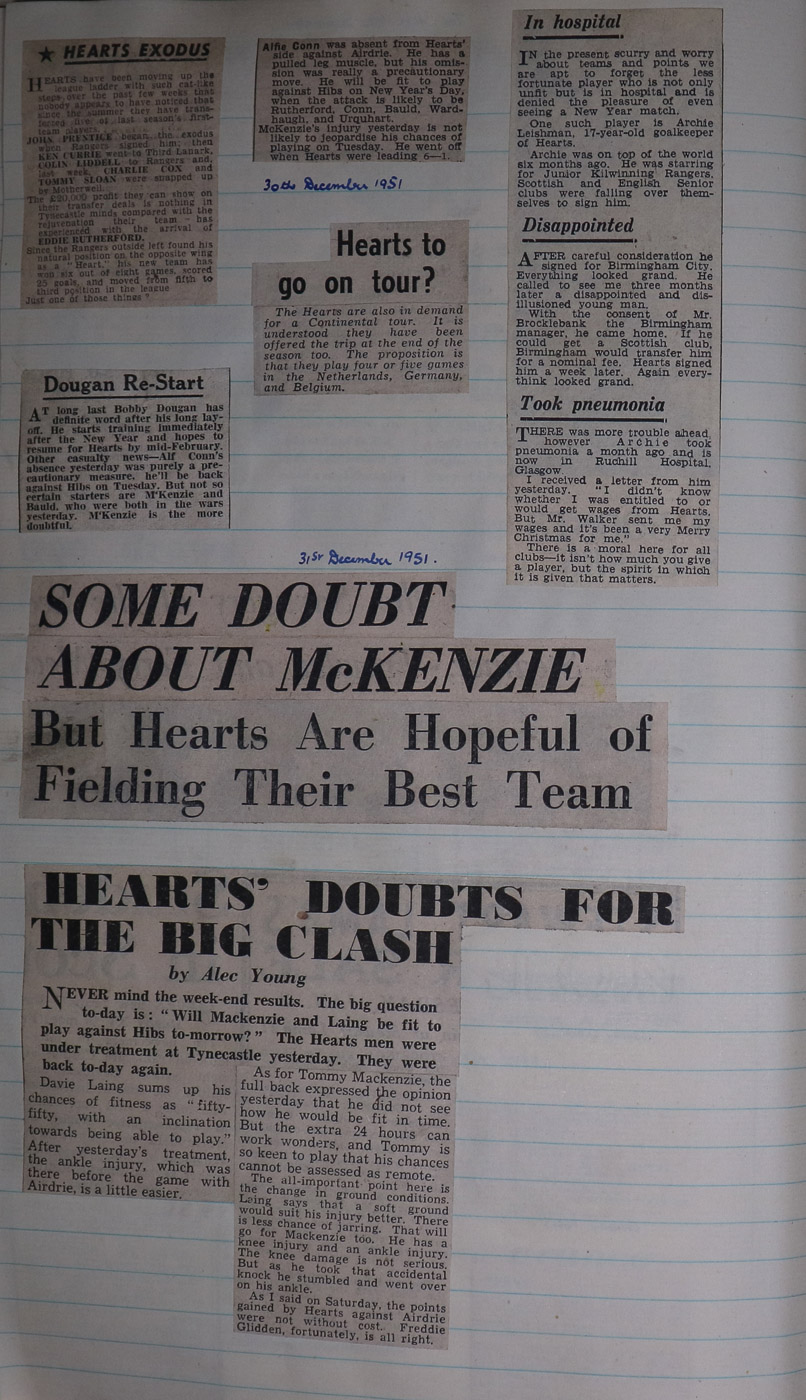 ★ HEARTS EXODUS
HEARTS have been moving up the
league ladder with such cat-like
steps over the past few weeks that
nobody appears to have noticed that
since the summer they have trans-
ferred five of last season's first-
team players.
JOHN PRENTICE began the exodus
when Rangers signed him; then
KEN CURRIE went to Third Lanark,
COLIN LIDDELL to Rangers and,
last week, CHARLIE COX and
TOMMY SLOAN were snapped up
by Motherwell.
The £20,000 profit they can show on
their transfer deals is nothing in
Tynecastle minds compared with the
rejuvenation their team has
experienced with the arrival of
EDDIE RUTHERFORD.
Since the Rangers outside left found his
natural position on the opposite wing
as a "Heart," his new team has
won six out of eight games, scored
25 goals, and moved from fifth to
third position in the league
Just one of those things?
Dougan Re-Start
AT long last Bobby Dougan has
definite word after his long lay-
off. He starts training immediately
after the New Year and hopes to
resume for Hearts by mid-February.
Other casualty news—Alf Conn's
absence yesterday was purely a pre-
cautionary measure, he'll be back
against Hibs on Tuesday. But not so
certain starters are M'Kenzie and
Bauld, who were both in the wars
yesterday. M'Kenzie is the more
doubtful.
Alfie Conn was absent from Hearts'
side against Airdrie. He has a
pulled leg muscle, but his omis-
sion was really a precautionary
move. He will be fit to play
against Hibs on New Year's Day,
when the attack is likely to be
Rutherford, Conn, Bauld, Ward-
haugh, and Urquhart.
McKenzie's injury yesterday is not
likely to jeopardise his chances of
playing on Tuesday. He went off
when Hearts were leading 6—1.
30th December 1951
Hearts to
go on tour?
The Hearts are also in demand
for a Continental tour. It is
understood they have been
offered the trip at the end of the
season too. The proposition is
that they play four or five games
in the Netherlands, Germany,
and Belgium.
In hospital
IN the present scurry and worry
about teams and points we
are apt to forget the less
fortunate player who is not only
unfit but is in hospital and is
denied the pleasure of even
seeing a New Year match.
One such player is Archie
Leishman, 17-year-old goalkeeper
of Hearts.
Archie was on top of the world
six months ago. He was starring
for Junior Kilwinning Rangers,
Scottish and English Senior
clubs were falling over them-
selves to sign him.
Disappointed
AFTER careful consideration he
signed for Birmingham City.
Everything looked grand. He
called to see me three months
later a disappointed and dis-
illusioned young man.
With the consent of Mr.
Brocklebank the Birmingham
manager, he came home. If he
could get a Scottish club,
Birmingham would transfer him
for a nominal fee. Hearts signed
him a week later. Again every-
think looked grand.
Took pneumonia
THERE was more trouble ahead,
however Archie took
pneumonia a month ago and is
now in Ruchill Hospital,
Glasgow.
I received a letter from him
yesterday. "I didn't know
whether I was entitled to or
would get wages from Hearts.
But Mr. Walker sent me my
wages and it's been a very Merry
Christmas for me."
There is a moral here for all
clubs—it isn't how much you give
a player, but the spirit in which
it is given that matters.
31st December 1951.
SOME DOUBT
ABOUT McKENZIE
But Hearts Are Hopeful of
Fielding Their Best Team
HEARTS' DOUBTS FOR
THE BIG CLASH
by Alec Young
NEVER mind the week-end results. The big question
to-day is: "Will Mackenzie and Laing be fit to
play against Hibs to-morrow?" The Hearts men were
under treatment at Tynecastle yesterday. They were
back to-day again.
Davie Laing sums up his
chances of fitness as "fifty-
fifty, with an inclination
towards being able to play."
After yesterday's treatment,
the ankle injury, which was
there before the game with
Airdrie, is a little easier.
As for Tommy Mackenzie, the
full back expressed the opinion
yesterday that he did not see
how he would be fit in time.
But the extra 24 hours can
work wonders, and Tommy is
so keen to play that his chances
cannot be assessed as remote.
The all-important point here is
the change in ground conditions.
Laing says that a soft ground
would suit his injury better. There
is less chance of jarring. That will
go for Mackenzie too. He has a
knee injury and an ankle injury.
The knee damage is not serious.
But as he took that accidental
knock he stumbled and went over
on his ankle.
As I said on Saturday, the points
gained by Hearts against Airdrie
were not without cost. Freddie
Glidden, fortunately, is all right.